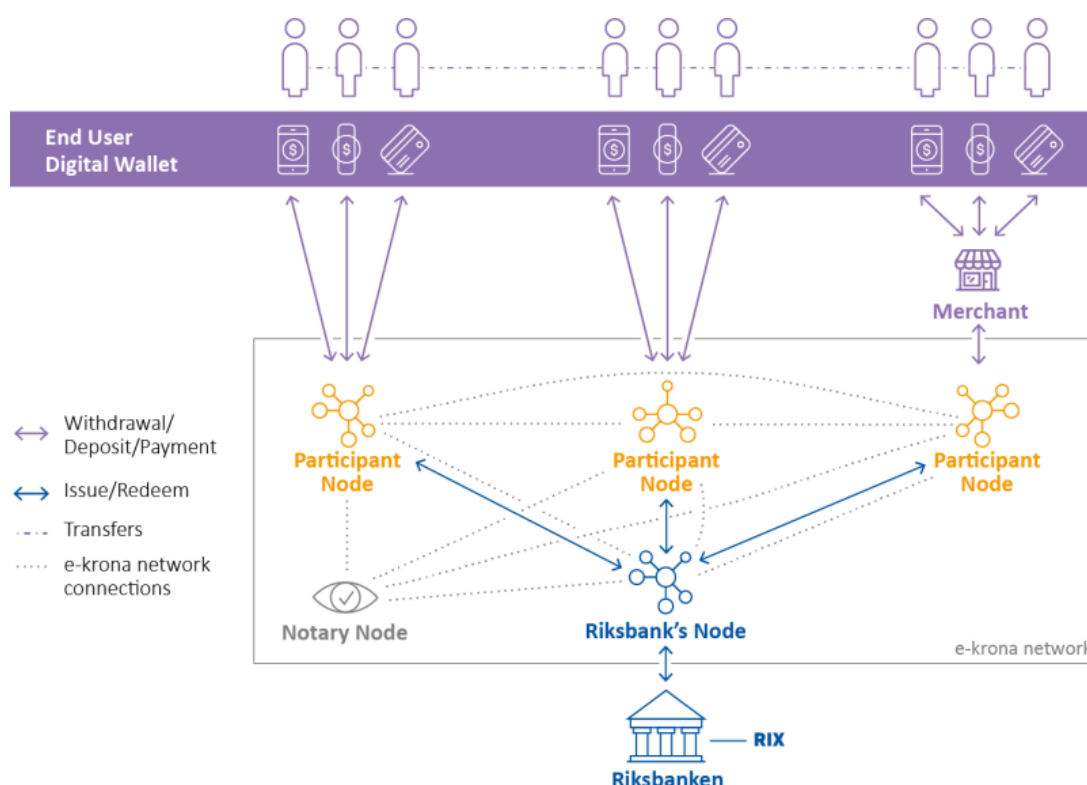 End User
Digital Wallet
$
$
$
$
$
$
Merchant
Withdrawal/
Deposit/Payment
Issue/Redeem
Transfers
e-krona network
connections
Participant
Node
Participant
Node
Participant
Node
Notary Node
Riksbank's Node
e-krona network
RIX
Riksbanken